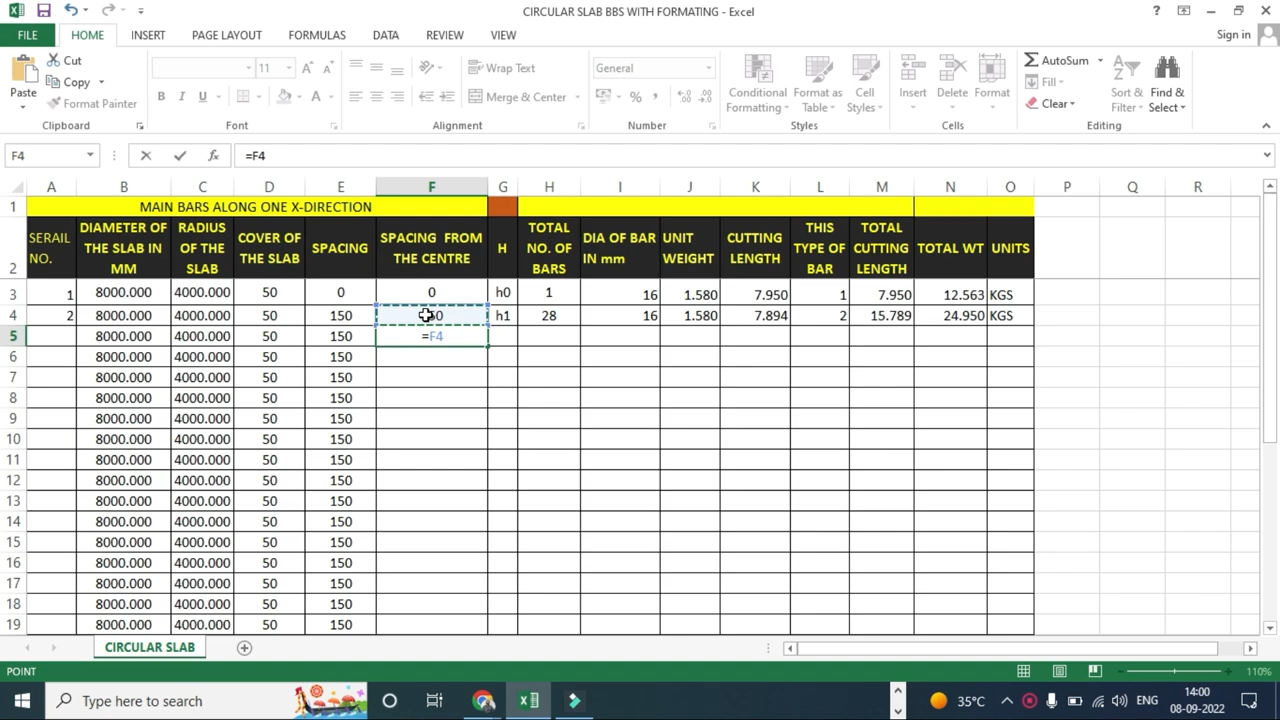 CIRCULAR SLAB BBS WITH FORMATING - Excel
FILE HOME INSERT PAGE LAYOUT FORMULAS DATA REVIEW VIEW Sign in
Paste Cut Copy Format Painter
11
Wrap Text Merge & Center
General
Conditional Formatting Format as Table Cell Styles
Insert Delete Format
AutoSum Fill Clear Sort & Filter Find & Select
Clipboard Font Alignment Number Styles Cells Editing
F4 =F4
A B C D E F G H I J K L M N O P Q R
1 MAIN BARS ALONG ONE X-DIRECTION
2 SERAIL NO. DIAMETER OF THE SLAB IN MM RADIUS OF THE SLAB COVER OF THE SLAB SPACING SPACING FROM THE CENTRE H TOTAL NO. OF BARS DIA OF BAR IN mm UNIT WEIGHT CUTTING LENGTH THIS TYPE OF BAR TOTAL CUTTING LENGTH TOTAL WT UNITS
3 1 8000.000 4000.000 50 0 0 h0 1 16 1.580 7.950 1 7.950 12.563 KGS
4 2 8000.000 4000.000 50 150 h1 28 16 1.580 7.894 2 15.789 24.950 KGS
5 8000.000 4000.000 50 150 =F4
6 8000.000 4000.000 50 150
7 8000.000 4000.000 50 150
8 8000.000 4000.000 50 150
9 8000.000 4000.000 50 150
10 8000.000 4000.000 50 150
11 8000.000 4000.000 50 150
12 8000.000 4000.000 50 150
13 8000.000 4000.000 50 150
14 8000.000 4000.000 50 150
15 8000.000 4000.000 50 150
16 8000.000 4000.000 50 150
17 8000.000 4000.000 50 150
18 8000.000 4000.000 50 150
19 8000.000 4000.000 50 150
CIRCULAR SLAB
POINT 110%
Type here to search 35°C ENG 14:00
08-09-2022